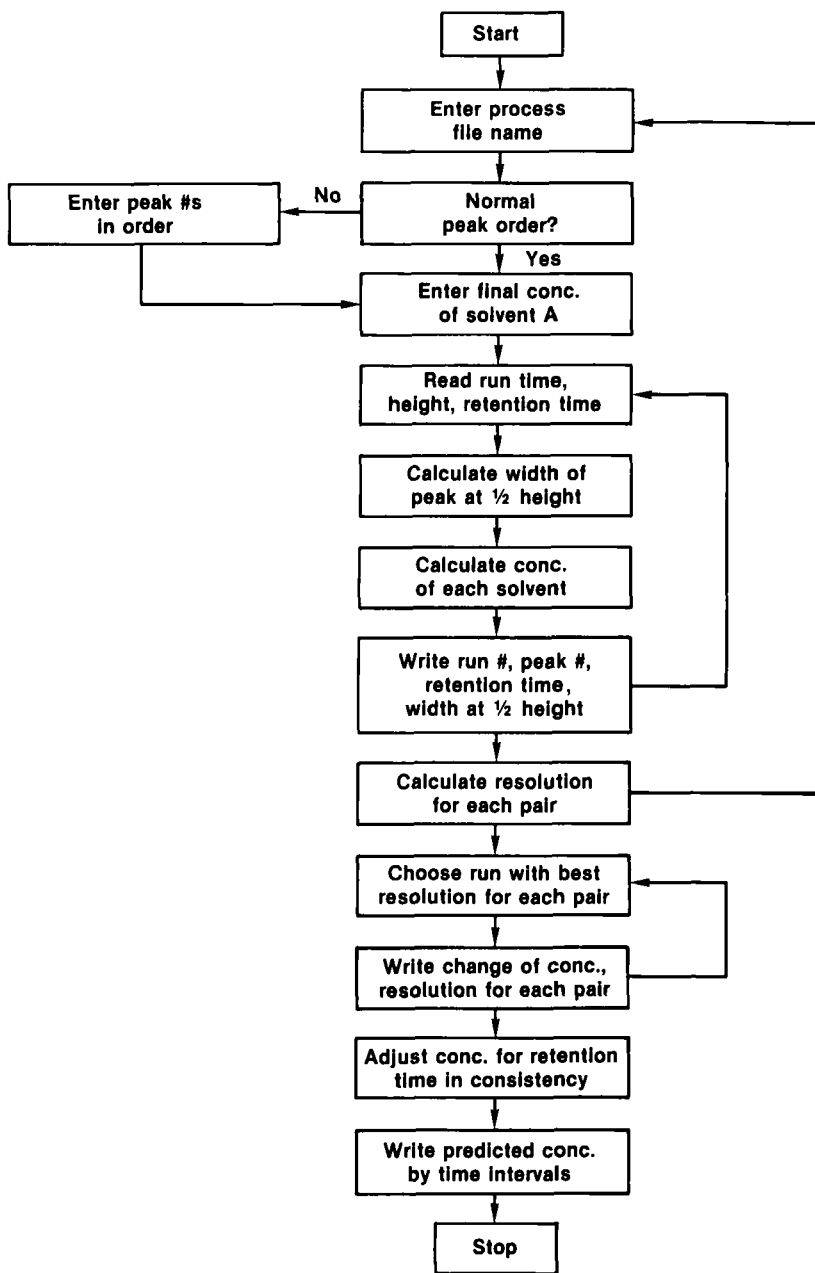 Start
Enter process
file name
Normal
peak order?
No
Enter peak #s
in order
Yes
Enter final conc.
of solvent A
Read run time,
height, retention time
Calculate width of
peak at ½ height
Calculate conc.
of each solvent
Write run #, peak #,
retention time,
width at ½ height
Calculate resolution
for each pair
Choose run with best
resolution for each pair
Write change of conc.,
resolution for each pair
Adjust conc. for retention
time in consistency
Write predicted conc.
by time intervals
Stop